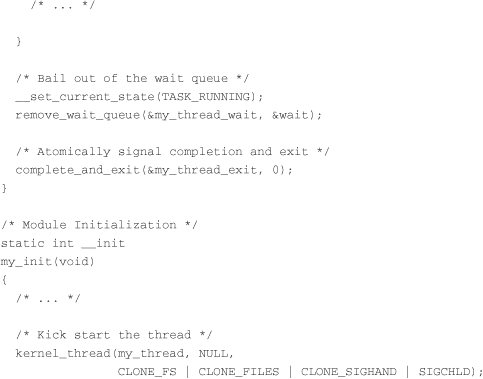 /* ... */

  }

  /* Bail out of the wait queue */
  __set_current_state(TASK_RUNNING);
  remove_wait_queue(&my_thread_wait, &wait);

  /* Atomically signal completion and exit */
  complete_and_exit(&my_thread_exit, 0);
}

/* Module Initialization */
static int __init
my_init(void)
{
  /* ... */

  /* Kick start the thread */
  kernel_thread(my_thread, NULL,
                CLONE_FS | CLONE_FILES | CLONE_SIGHAND | SIGCHLD);